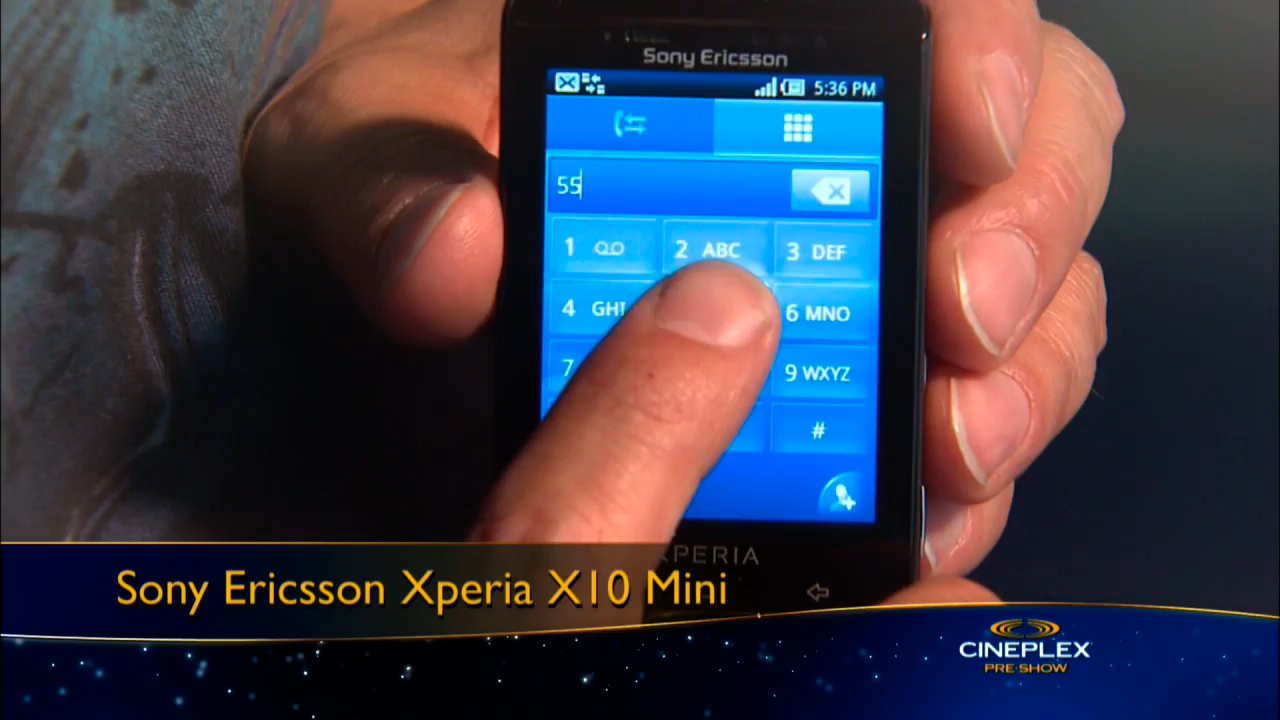 Sony Ericsson
5:36 PM
55
1
2 ABC
3 DEF
4 GHI
6 MNO
7
9 WXYZ
#
XPERIA
Sony Ericsson Xperia X10 Mini
CINEPLEX
PRE-SHOW